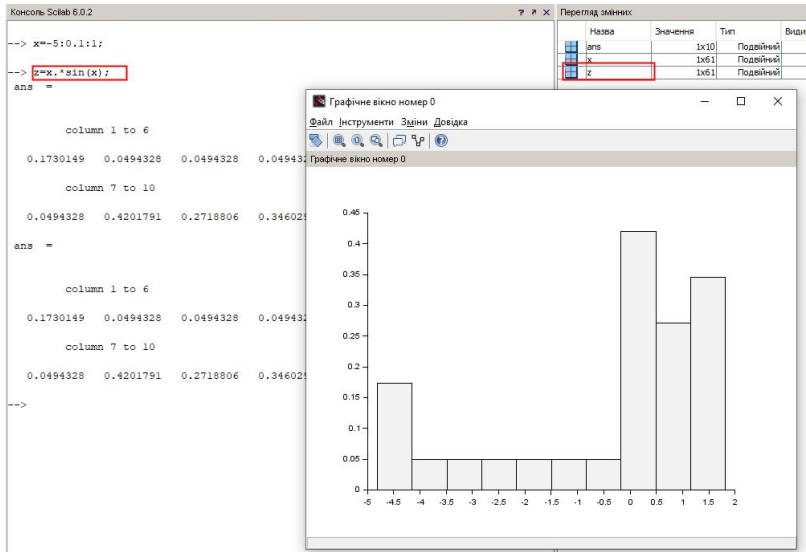 Консоль Scilab 6.0.2
--> x=-5:0.1:1;
--> z=x.*sin(x);
ans =
column 1 to 6
0.1730149 0.0494328 0.0494328 0.04943
column 7 to 10
0.0494328 0.4201791 0.2718806 0.34602
ans =
column 1 to 6
0.1730149 0.0494328 0.0494328 0.04943
column 7 to 10
0.0494328 0.4201791 0.2718806 0.34602
-->
Перегляд змінних
Назва Значення Тип Види
ans 1x10 Подвійний
x 1x61 Подвійний
z 1x61 Подвійний
Графічне вікно номер 0
Файл Інструменти Зміни Довідка
Графічне вікно номер 0
0.45
0.4
0.35
0.3
0.25
0.2
0.15
0.1
0.05
0
-5 -4.5 -4 -3.5 -3 -2.5 -2 -1.5 -1 -0.5 0 0.5 1 1.5 2